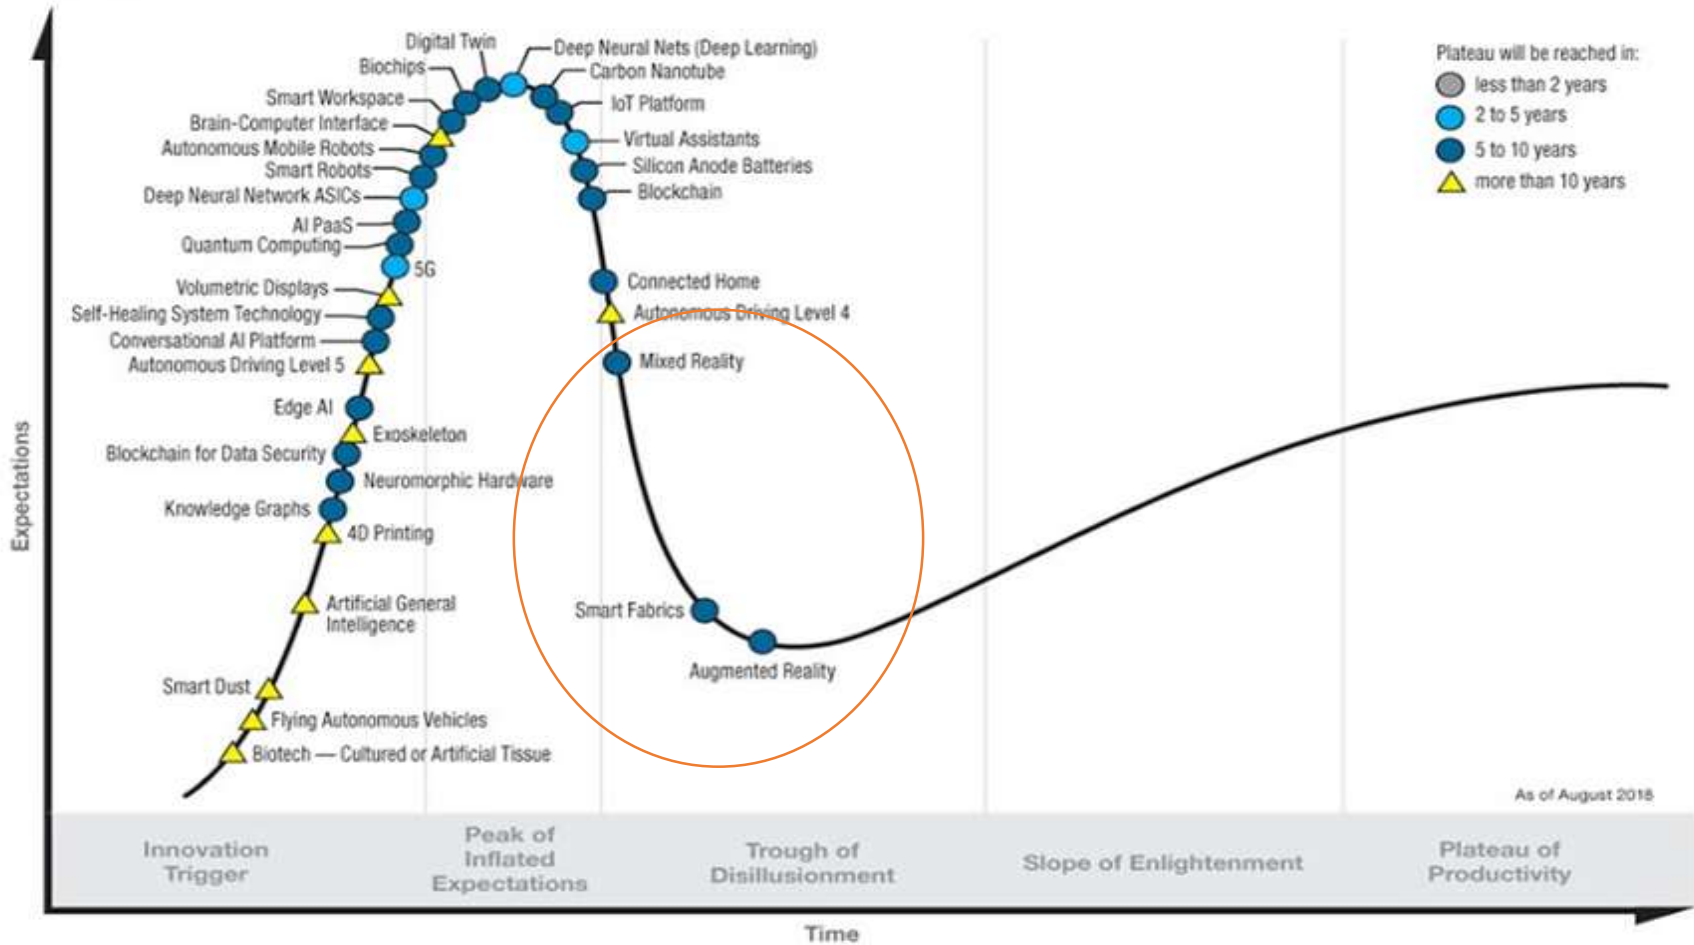 Digital Twin
Deep Neural Nets (Deep Learning)
Biochips
Carbon Nanotube
Smart Workspace
IoT Platform
Brain-Computer Interface
Virtual Assistants
Autonomous Mobile Robots
Silicon Anode Batteries
Smart Robots
Blockchain
Deep Neural Network ASICs
AI PaaS
Quantum Computing
5G
Connected Home
Volumetric Displays
Autonomous Driving Level 4
Self-Healing System Technology
Conversational AI Platform
Mixed Reality
Autonomous Driving Level 5
Edge AI
Exoskeleton
Blockchain for Data Security
Neuromorphic Hardware
Knowledge Graphs
4D Printing
Artificial General
Intelligence
Smart Fabrics
Augmented Reality
Smart Dust
Flying Autonomous Vehicles
Biotech — Cultured or Artificial Tissue
Plateau will be reached in:
less than 2 years
2 to 5 years
5 to 10 years
more than 10 years
As of August 2018
Expectations
Innovation
Trigger
Peak of
Inflated
Expectations
Trough of
Disillusionment
Slope of Enlightenment
Plateau of
Productivity
Time